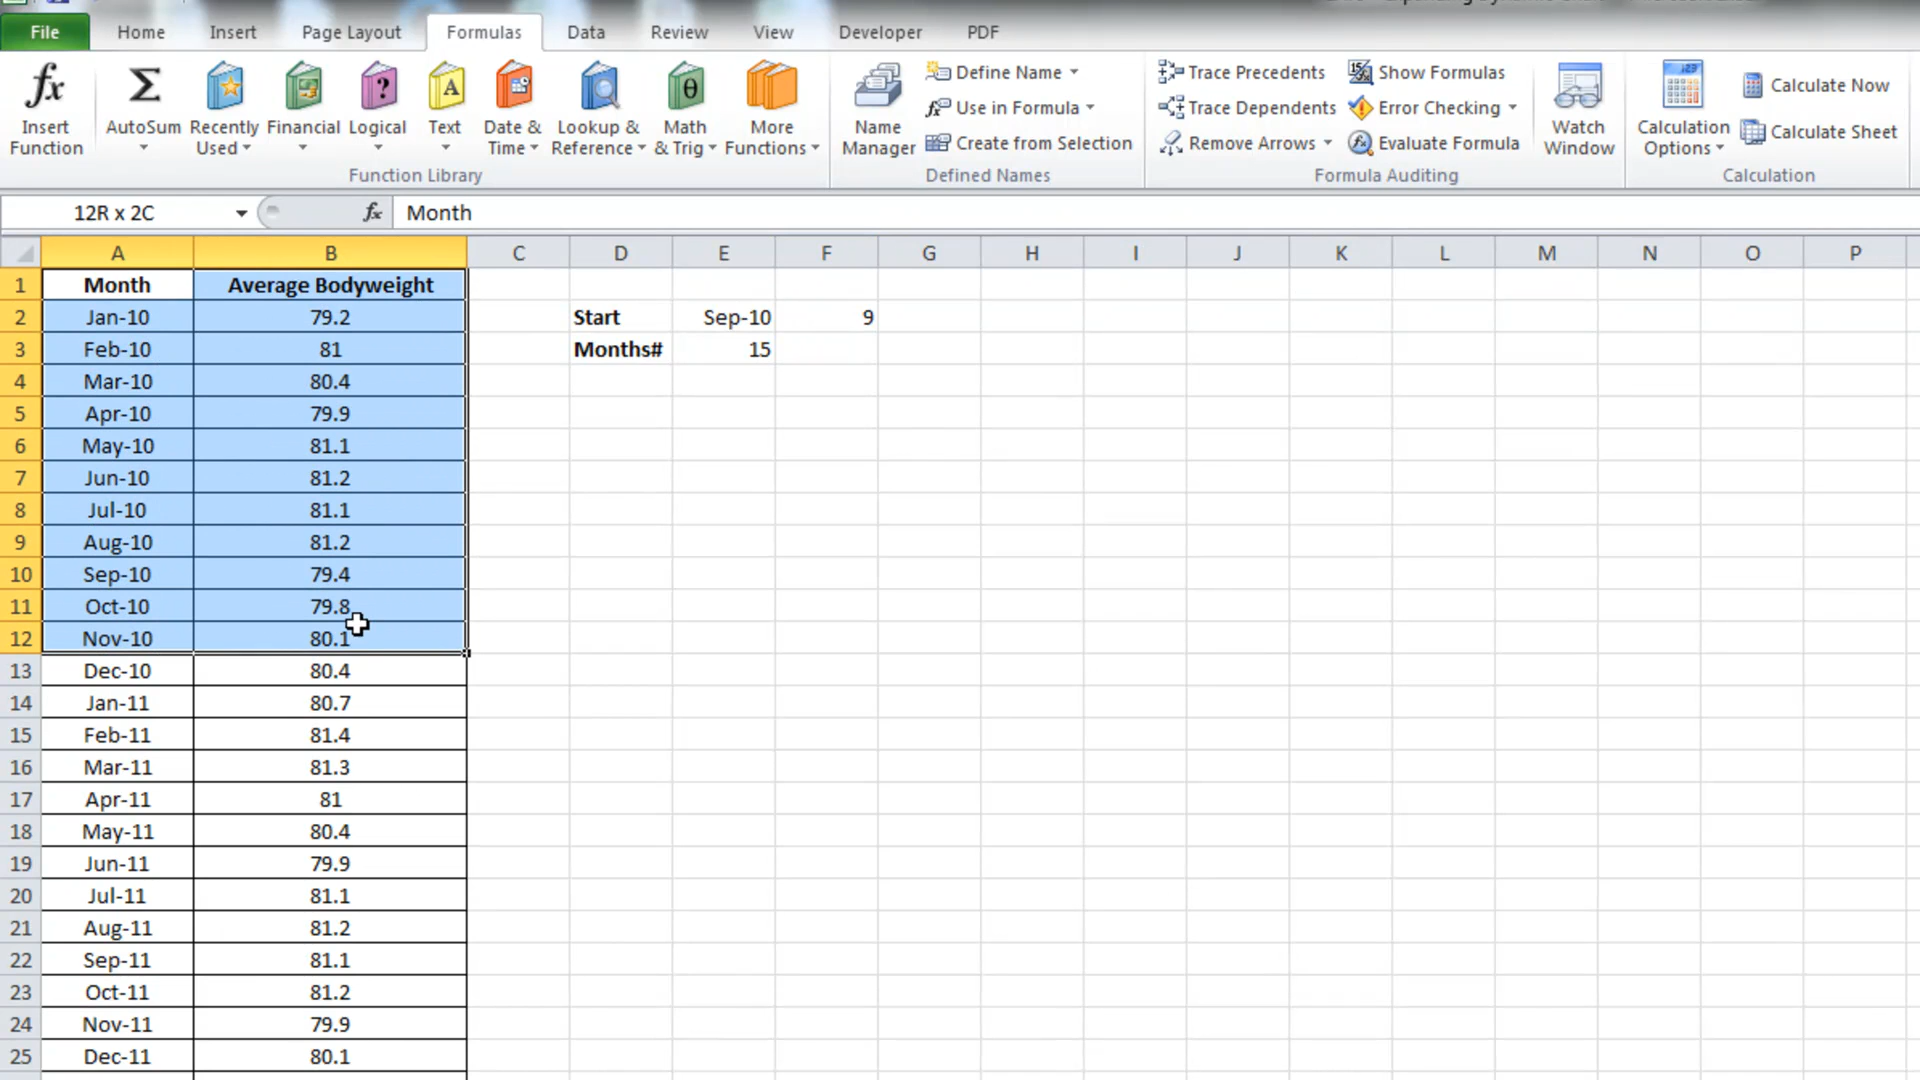 File Home Insert Page Layout Formulas Data Review View Developer PDF
Insert Function
AutoSum
Recently Used
Financial
Logical
Text
Date & Time
Lookup & Reference
Math & Trig
More Functions
Function Library
Name Manager
Define Name
Use in Formula
Create from Selection
Defined Names
Trace Precedents
Trace Dependents
Remove Arrows
Show Formulas
Error Checking
Evaluate Formula
Watch Window
Formula Auditing
Calculation Options
Calculate Now
Calculate Sheet
Calculation
12R x 2C fx Month
A B C D E F G H I J K L M N O P
1 Month Average Bodyweight
2 Jan-10 79.2 Start Sep-10 9
3 Feb-10 81 Months# 15
4 Mar-10 80.4
5 Apr-10 79.9
6 May-10 81.1
7 Jun-10 81.2
8 Jul-10 81.1
9 Aug-10 81.2
10 Sep-10 79.4
11 Oct-10 79.8
12 Nov-10 80.1
13 Dec-10 80.4
14 Jan-11 80.7
15 Feb-11 81.4
16 Mar-11 81.3
17 Apr-11 81
18 May-11 80.4
19 Jun-11 79.9
20 Jul-11 81.1
21 Aug-11 81.2
22 Sep-11 81.1
23 Oct-11 81.2
24 Nov-11 79.9
25 Dec-11 80.1